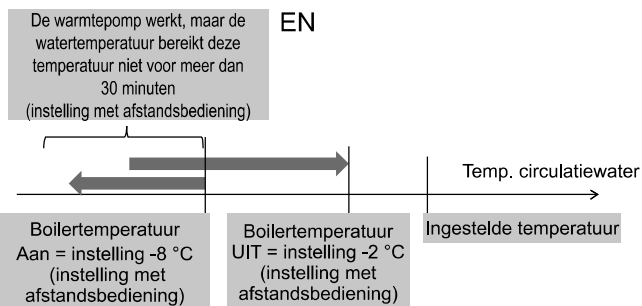 De warmtepomp werkt, maar de
watertemperatuur bereikt deze
temperatuur niet voor meer dan
30 minuten
(instelling met afstandsbediening)
EN
Temp. circulatiewater
Boilertemperatuur
Aan = instelling -8 °C
(instelling met
afstandsbediening)
Boilertemperatuur
UIT = instelling -2 °C
(instelling met
afstandsbediening)
Ingestelde temperatuur